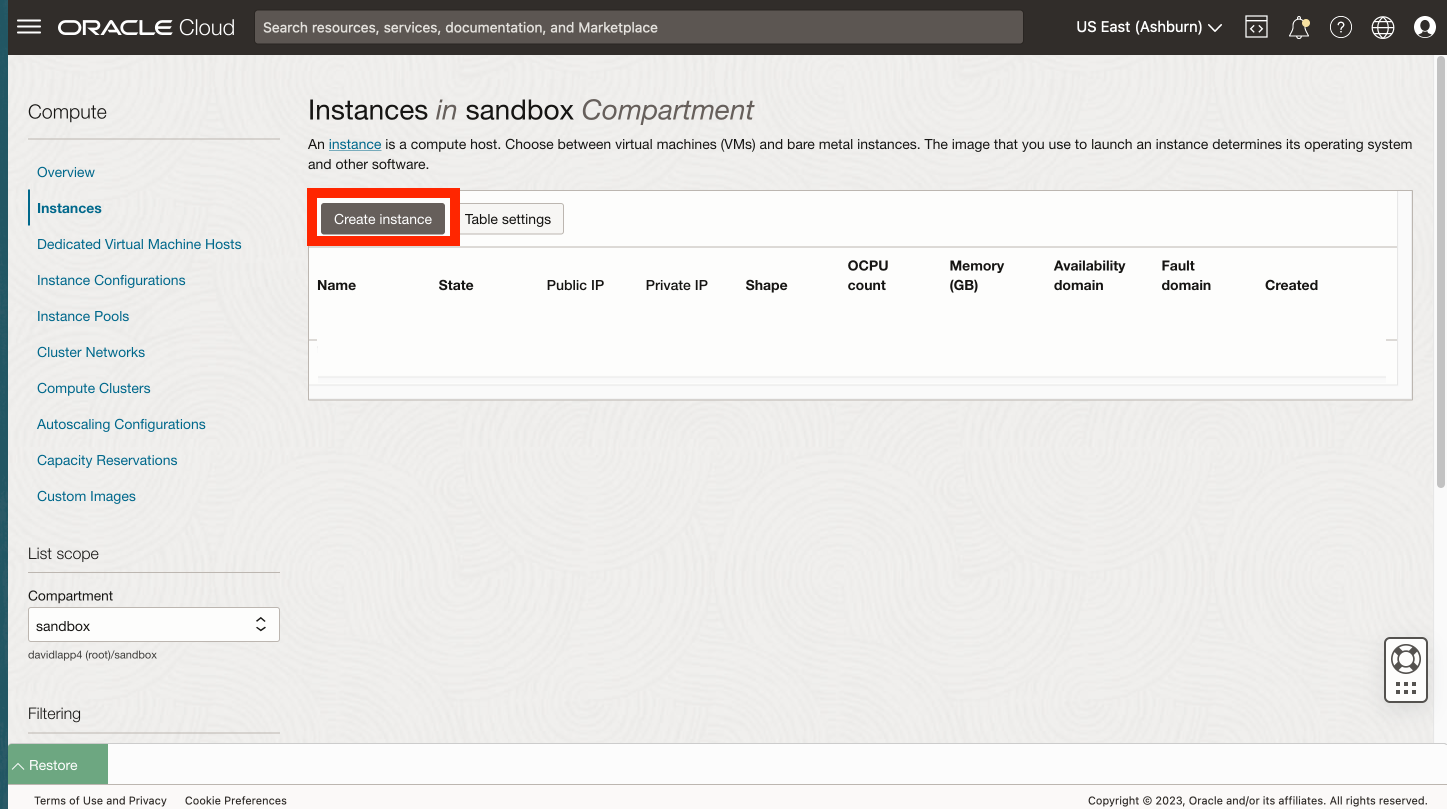 ORACLE Cloud
Search resources, services, documentation, and Marketplace
US East (Ashburn)
Compute
Overview
Instances
Dedicated Virtual Machine Hosts
Instance Configurations
Instance Pools
Cluster Networks
Compute Clusters
Autoscaling Configurations
Capacity Reservations
Custom Images
List scope
Compartment
sandbox
davidlapp4 (root)/sandbox
Filtering
Instances in sandbox Compartment
An instance is a compute host. Choose between virtual machines (VMs) and bare metal instances. The image that you use to launch an instance determines its operating system
and other software.
Create instance Table settings
Name State Public IP Private IP Shape OCPU count Memory (GB) Availability domain Fault domain Created
Restore
Terms of Use and Privacy Cookie Preferences Copyright © 2023, Oracle and/or its affiliates. All rights reserved.